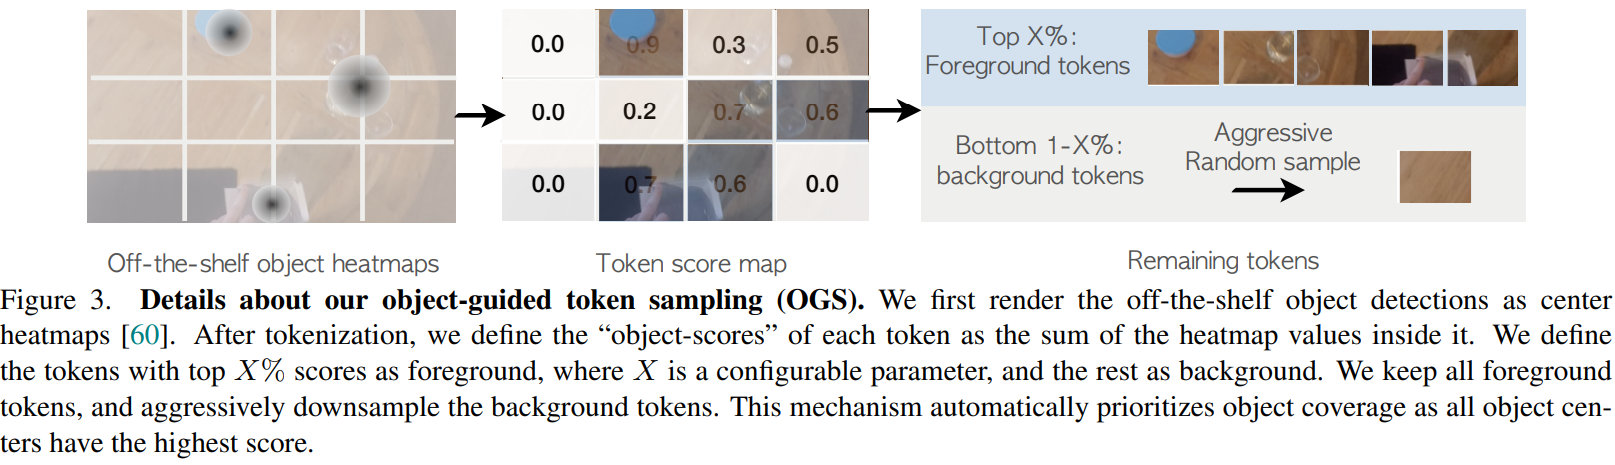 0.0 0.9 0.3 0.5
0.0 0.2 0.7 0.6
0.0 0.7 0.6 0.0
Top X%:
Foreground tokens
Bottom 1-X%:
background tokens
Aggressive
Random sample
Off-the-shelf object heatmaps
Token score map
Remaining tokens
Figure 3. Details about our object-guided token sampling (OGS). We first render the off-the-shelf object detections as center
heatmaps [60]. After tokenization, we define the “object-scores” of each token as the sum of the heatmap values inside it. We define
the tokens with top X% scores as foreground, where X is a configurable parameter, and the rest as background. We keep all foreground
tokens, and aggressively downsample the background tokens. This mechanism automatically prioritizes object coverage as all object cen-
ters have the highest score.